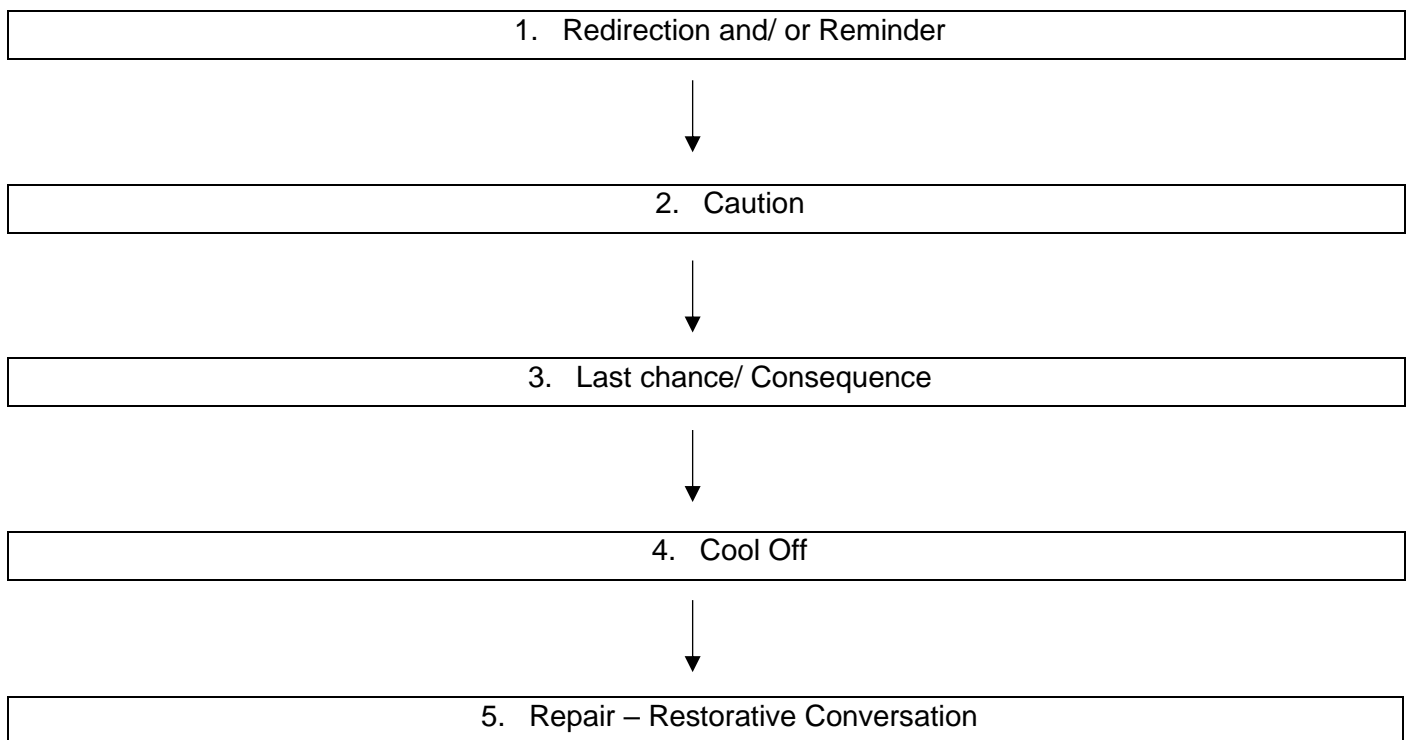 1. Redirection and/ or Reminder
2. Caution
3. Last chance/ Consequence
4. Cool Off
5. Repair – Restorative Conversation